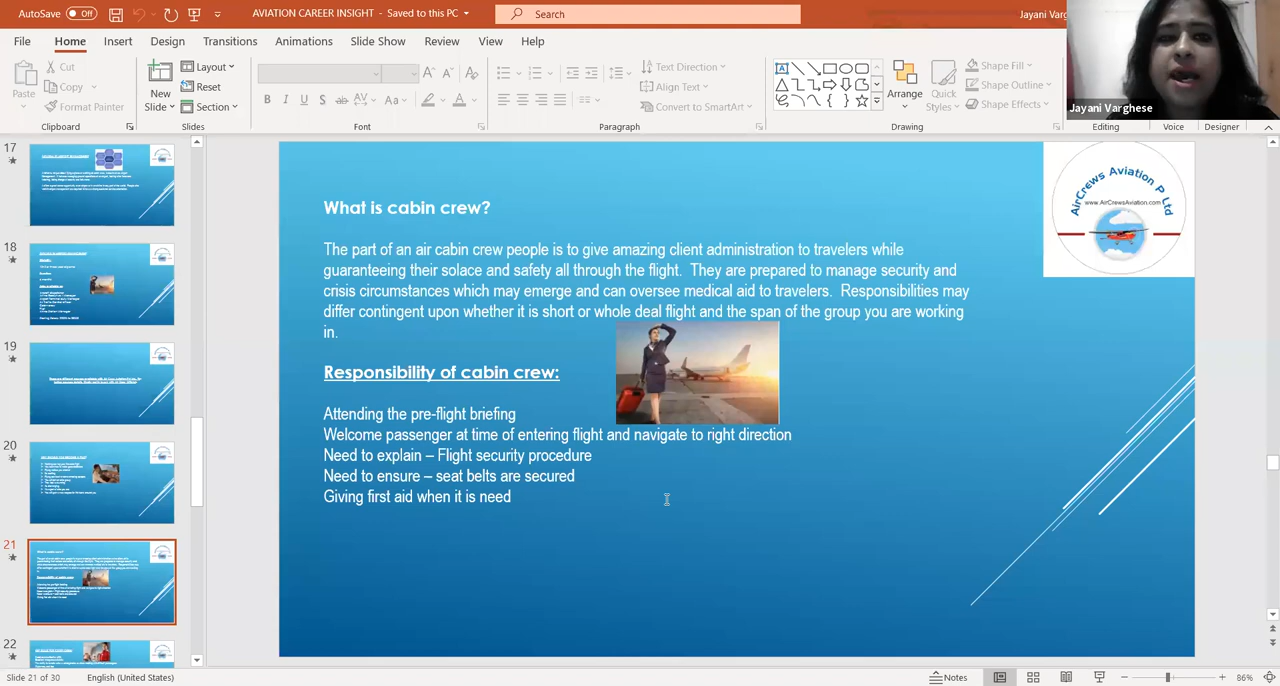 AutoSave Off
AVIATION CAREER INSIGHT - Saved to this PC
Search
Jayani Varg
File Home Insert Design Transitions Animations Slide Show Review View Help
Paste
Cut
Copy
Format Painter
Clipboard
New Slide
Layout
Reset
Section
Slides
B I U S ab AV Aa A
Font
Text Direction
Align Text
Convert to SmartArt
Paragraph
Arrange
Quick Styles
Shape Fill
Shape Outline
Shape Effects
Drawing
Editing
Voice
Designer
Jayani Varghese
17
18
19
20
21
22
What is cabin crew?
The part of an air cabin crew people is to give amazing client administration to travelers while
guaranteeing their solace and safety all through the flight. They are prepared to manage security and
crisis circumstances which may emerge and can oversee medical aid to travelers. Responsibilities may
differ contingent upon whether it is short or whole deal flight and the span of the group you are working
in.
Responsibility of cabin crew:
Attending the pre-flight briefing
Welcome passenger at time of entering flight and navigate to right direction
Need to explain – Flight security procedure
Need to ensure – seat belts are secured
Giving first aid when it is need
AirCrews Aviation P Ltd
www.AirCrewsAviation.com
Slide 21 of 30
English (United States)
Notes
86%